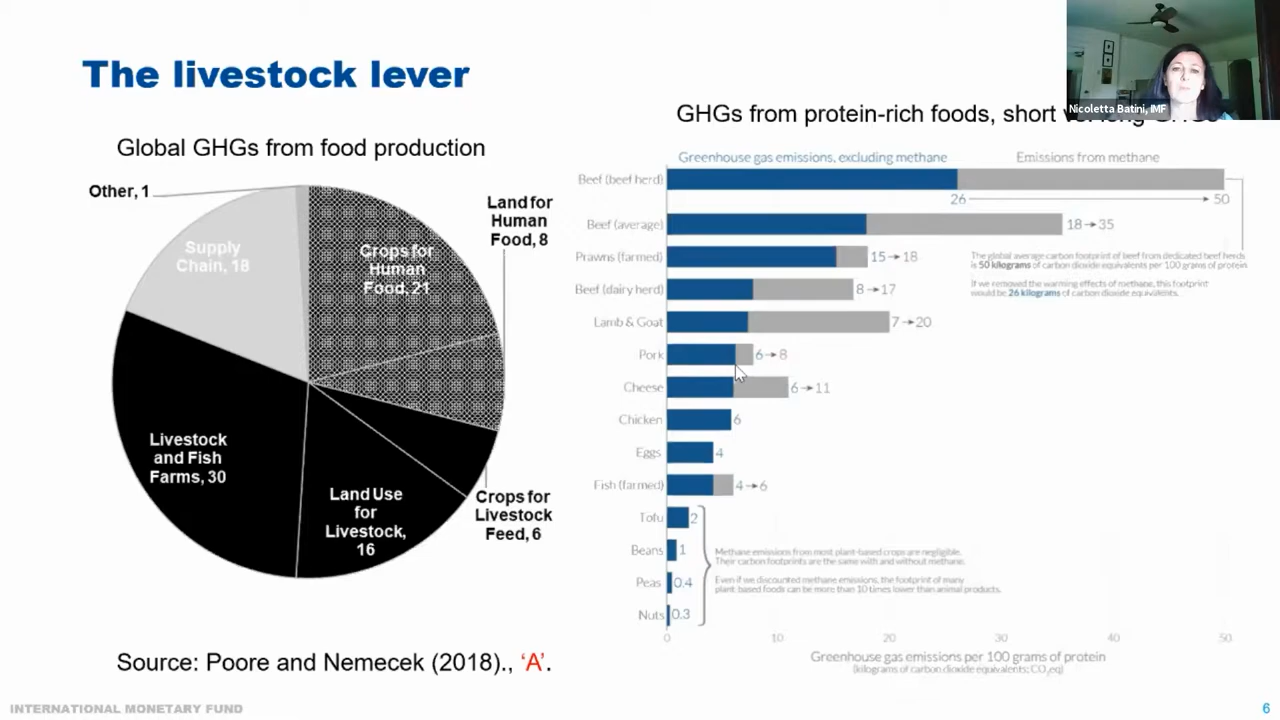 The livestock lever
Nicoletta Batini, IMF
Global GHGs from food production
Other, 1
Supply
Chain, 18
Crops for
Human
Food, 21
Land for
Human
Food, 8
Livestock
and Fish
Farms, 30
Land Use
for
Livestock,
16
Crops for
Livestock
Feed, 6
Source: Poore and Nemecek (2018)., ‘A’.
GHGs from protein-rich foods, short
Greenhouse gas emissions, excluding methane
Emissions from methane
Beef (beef herd)
26 → 50
Beef (average) 18→35
Prawns (farmed) 15→18
Beef (dairy herd) 8→17
Lamb & Goat 7→20
Pork 6→8
Cheese 6→11
Chicken 6
Eggs 4
Fish (farmed) 4→6
Tofu 2
Beans 1
Peas 0.4
Nuts 0.3
The global average carbon footprint of beef from dedicated beef herds
is 50 kilograms of carbon dioxide equivalents per 100 grams of protein
If we removed the warming effects of methane, this footprint
would be 26 kilograms of carbon dioxide equivalents.
Methane emissions from most plant-based crops are negligible.
Their carbon footprints are the same with and without methane.
Even if we discounted methane emissions, the footprint of many
plant-based foods can be more than 10 times lower than animal products.
0 10 20 30 40 50
Greenhouse gas emissions per 100 grams of protein
(kilograms of carbon dioxide equivalents; CO₂eq)
INTERNATIONAL MONETARY FUND
6